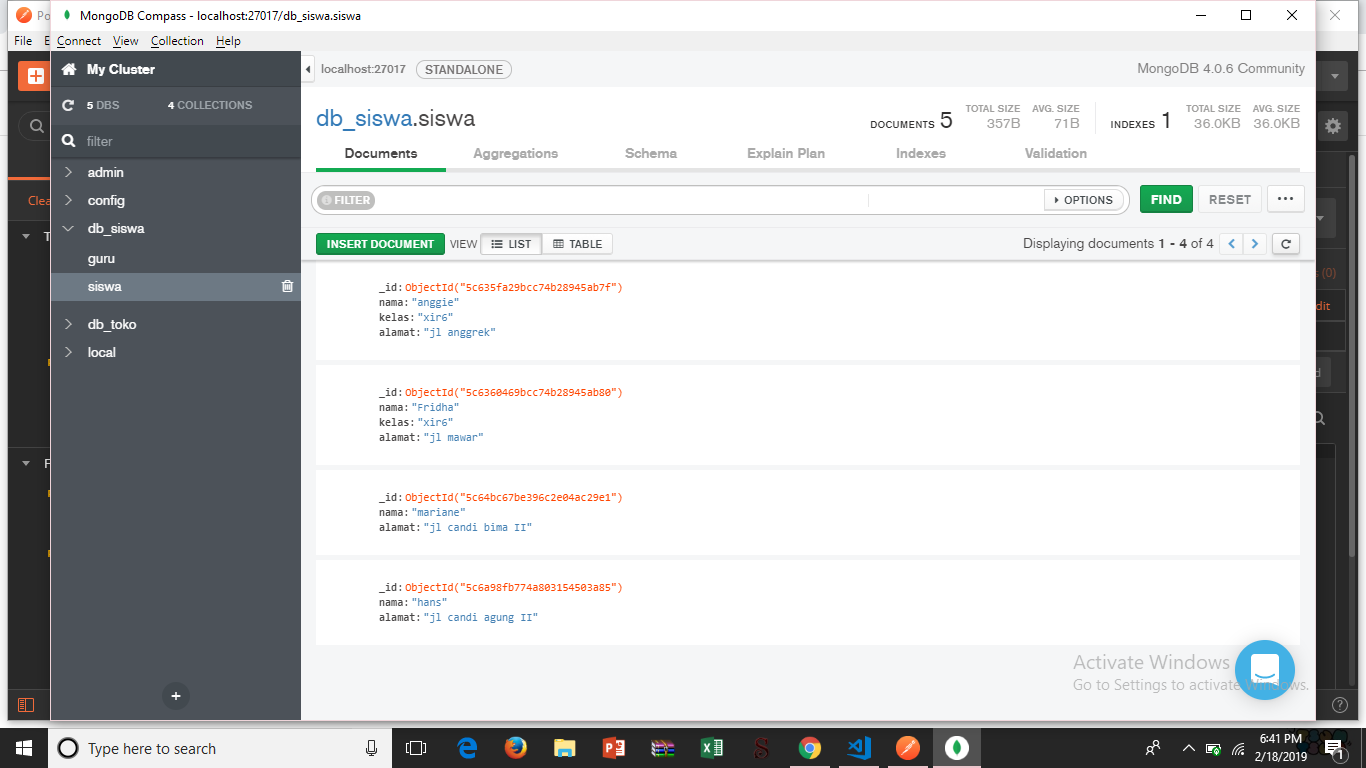 Pc
MongoDB Compass - localhost:27017/db_siswa.siswa
File E Connect View Collection Help
My Cluster
localhost:27017 STANDALONE
MongoDB 4.0.6 Community
5 DBS 4 COLLECTIONS
filter
admin
config
db_siswa
guru
siswa
db_toko
local
db_siswa.siswa
DOCUMENTS 5 TOTAL SIZE 357B AVG. SIZE 71B INDEXES 1 TOTAL SIZE 36.0KB AVG. SIZE 36.0KB
Documents Aggregations Schema Explain Plan Indexes Validation
FILTER OPTIONS FIND RESET ...
INSERT DOCUMENT VIEW LIST TABLE Displaying documents 1 - 4 of 4
_id:ObjectId("5c635fa29bcc74b28945ab7f")
nama:"anggie"
kelas:"xir6"
alamat:"jl anggrek"
_id:ObjectId("5c6360469bcc74b28945ab80")
nama:"Fridha"
kelas:"xir6"
alamat:"jl mawar"
_id:ObjectId("5c64bc67be396c2e04ac29e1")
nama:"mariane"
alamat:"jl candi bima II"
_id:ObjectId("5c6a98fb774a803154503a85")
nama:"hans"
alamat:"jl candi agung II"
Clea
T
F
s (0)
dit
d
Activate Windows
Go to Settings to activate Windows.
Type here to search
6:41 PM
2/18/2019
1